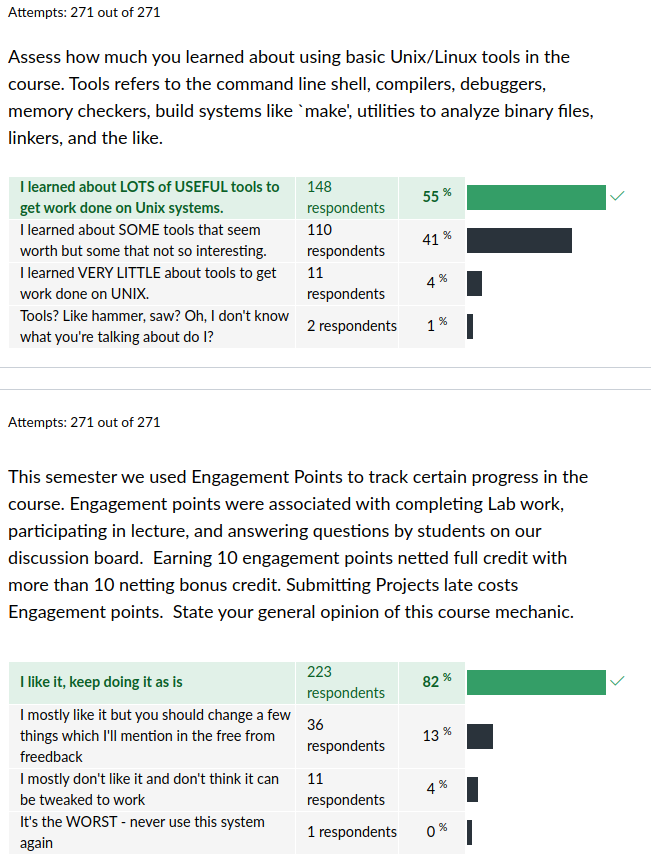 Attempts: 271 out of 271
Assess how much you learned about using basic Unix/Linux tools in the
course. Tools refers to the command line shell, compilers, debuggers,
memory checkers, build systems like `make', utilities to analyze binary files,
linkers, and the like.
I learned about LOTS of USEFUL tools to
get work done on Unix systems.
148
respondents
55 %
I learned about SOME tools that seem
worth but some that not so interesting.
110
respondents
41 %
I learned VERY LITTLE about tools to get
work done on UNIX.
11
respondents
4 %
Tools? Like hammer, saw? Oh, I don't know
what you're talking about do I?
2 respondents
1 %
Attempts: 271 out of 271
This semester we used Engagement Points to track certain progress in the
course. Engagement points were associated with completing Lab work,
participating in lecture, and answering questions by students on our
discussion board.  Earning 10 engagement points netted full credit with
more than 10 netting bonus credit. Submitting Projects late costs
Engagement points.  State your general opinion of this course mechanic.
I like it, keep doing it as is
223
respondents
82 %
I mostly like it but you should change a few
things which I'll mention in the free from
freedback
36
respondents
13 %
I mostly don't like it and don't think it can
be tweaked to work
11
respondents
4 %
It's the WORST - never use this system
again
1 respondents
0 %